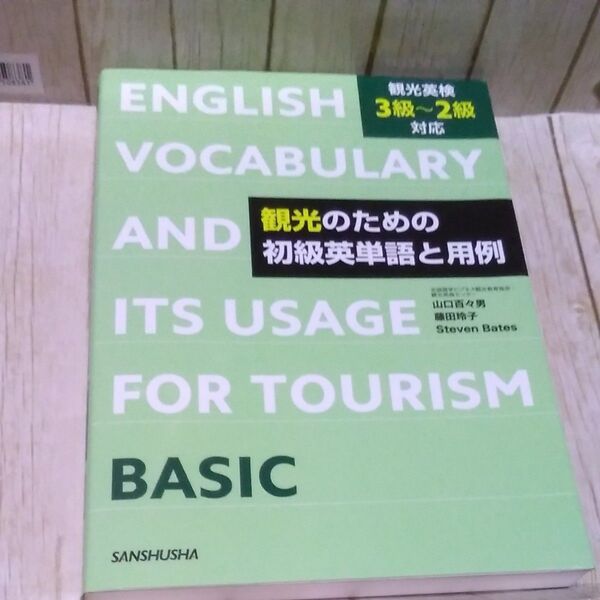 ENGLISH
VOCABULARY
AND
ITS USAGE
FOR TOURISM
BASIC
観光英検
3級〜2級
対応
観光のための
初級英単語と用例
山口百々男
藤田玲子
Steven Bates
SANSHUSHA